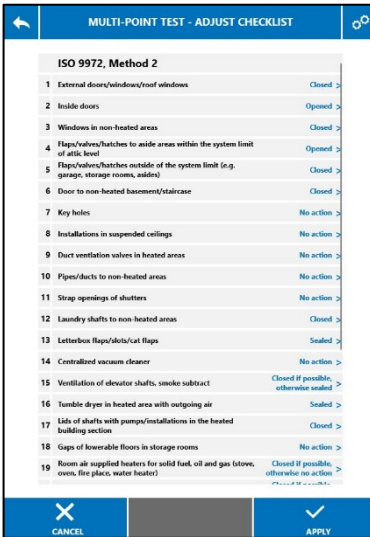 MULTI-POINT TEST - ADJUST CHECKLIST
ISO 9972, Method 2
1 External doors/windows/roof windows Closed >
2 Inside doors Opened >
3 Windows in non-heated areas Closed >
4 Flaps/valves/hatches to aside areas within the system limit
of attic level Opened >
5 Flaps/valves/hatches outside of the system limit (e.g.
garage, storage rooms, asides) Closed >
6 Door to non-heated basement/staircase Closed >
7 Key holes No action >
8 Installations in suspended ceilings No action >
9 Duct ventilation valves in heated areas No action >
10 Pipes/ducts to non-heated areas No action >
11 Strap openings of shutters No action >
12 Laundry shafts to non-heated areas Closed >
13 Letterbox flaps/slots/cat flaps Sealed >
14 Centralized vacuum cleaner No action >
15 Ventilation of elevator shafts, smoke subtract Closed if possible,
otherwise sealed >
16 Tumble dryer in heated area with outgoing air Sealed >
17 Lids of shafts with pumps/installations in the heated
building section Closed >
18 Gaps of lowerable floors in storage rooms No action >
19 Room air supplied heaters for solid fuel, oil and gas (stove,
oven, fire place, water heater) Closed if possible,
otherwise no action >
Closed if possible,
CANCEL
APPLY